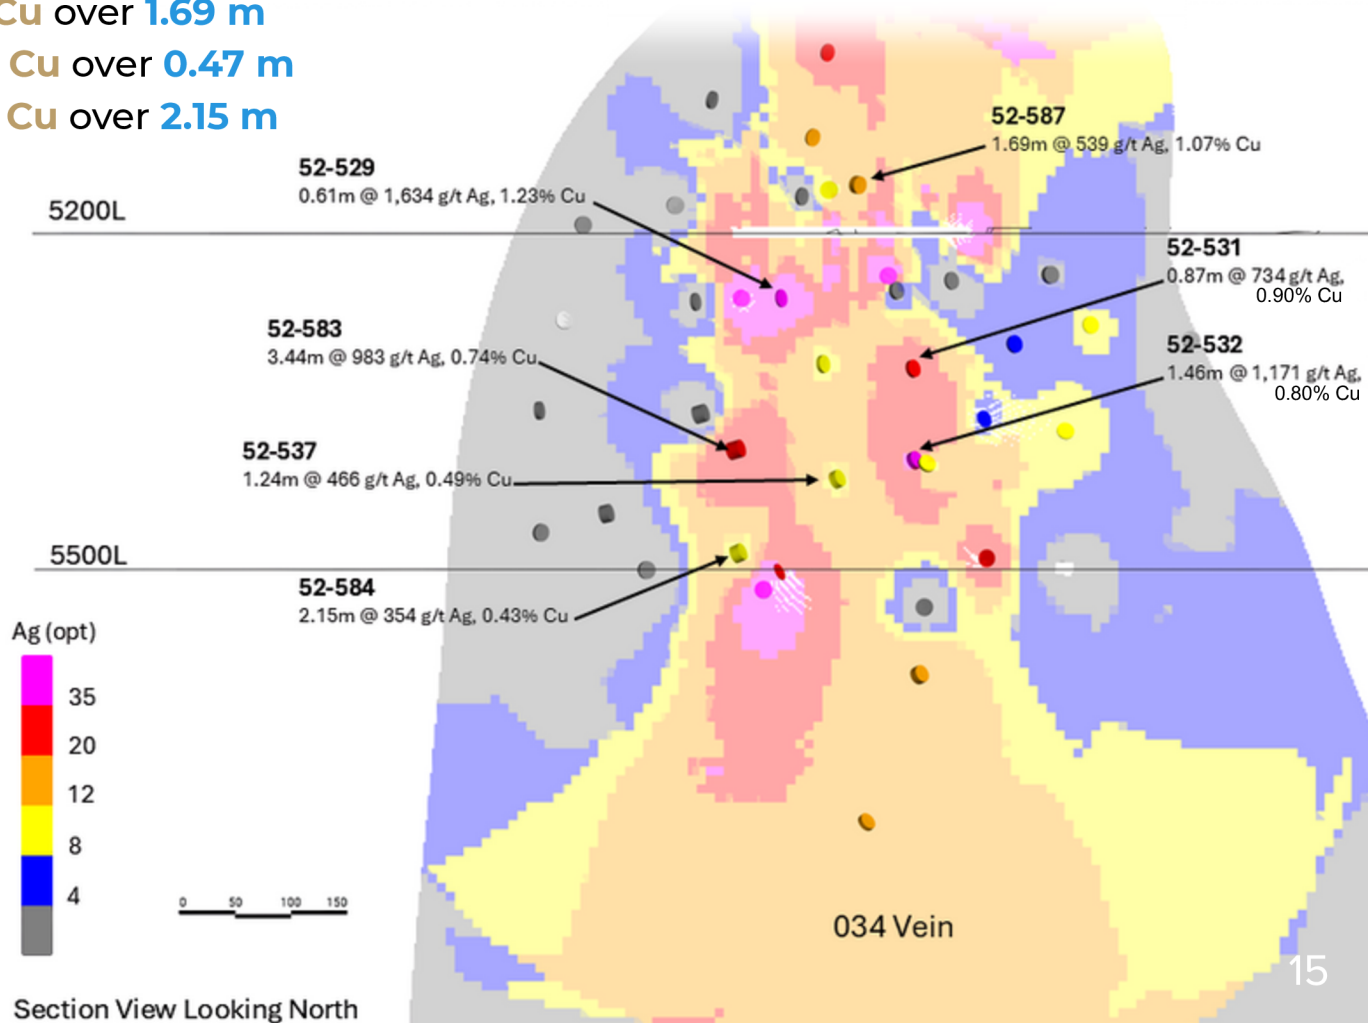 Cu over 1.69 m
Cu over 0.47 m
Cu over 2.15 m
52-587
1.69m @ 539 g/t Ag, 1.07% Cu
52-529
0.61m @ 1,634 g/t Ag, 1.23% Cu
5200L
52-531
0.87m @ 734 g/t Ag,
0.90% Cu
52-583
3.44m @ 983 g/t Ag, 0.74% Cu
52-532
1.46m @ 1,171 g/t Ag,
0.80% Cu
52-537
1.24m @ 466 g/t Ag, 0.49% Cu
5500L
52-584
2.15m @ 354 g/t Ag, 0.43% Cu
Ag (opt)
35
20
12
8
4
0 50 100 150
034 Vein
15
Section View Looking North